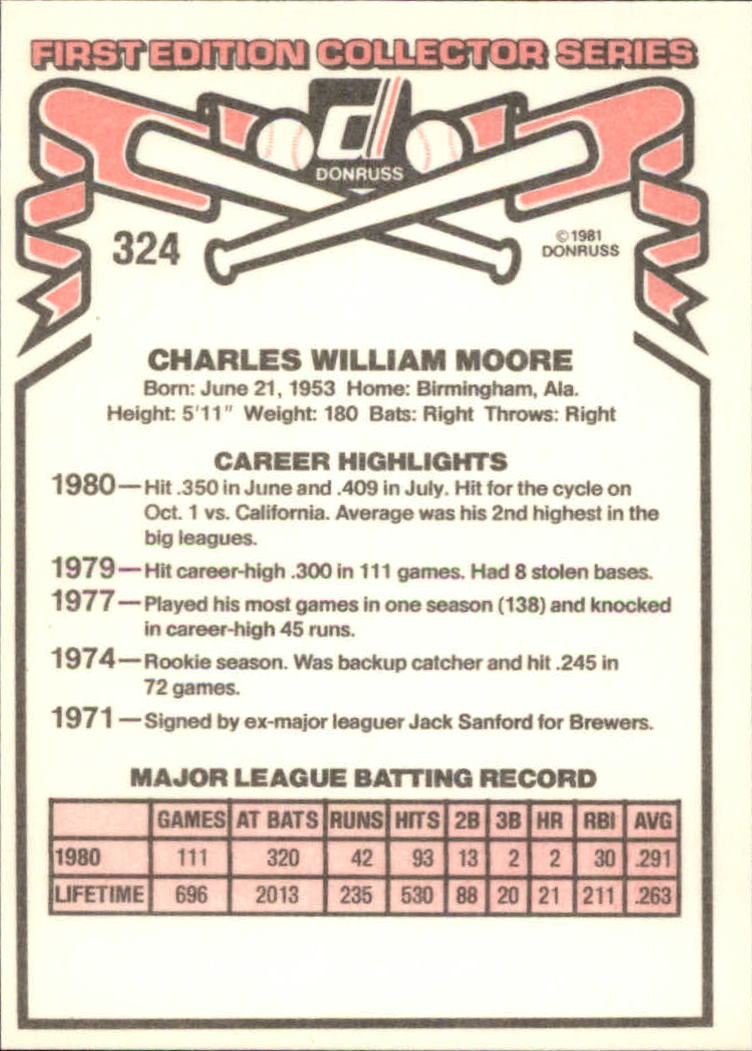 FIRST EDITION COLLECTOR SERIES
d
DONRUSS
324
©1981
DONRUSS
CHARLES WILLIAM MOORE
Born: June 21, 1953 Home: Birmingham, Ala.
Height: 5'11" Weight: 180 Bats: Right Throws: Right
CAREER HIGHLIGHTS
1980—Hit .350 in June and .409 in July. Hit for the cycle on
Oct. 1 vs. California. Average was his 2nd highest in the
big leagues.
1979—Hit career-high .300 in 111 games. Had 8 stolen bases.
1977—Played his most games in one season (138) and knocked
in career-high 45 runs.
1974—Rookie season. Was backup catcher and hit .245 in
72 games.
1971—Signed by ex-major leaguer Jack Sanford for Brewers.
MAJOR LEAGUE BATTING RECORD
GAMES AT BATS RUNS HITS 2B 3B HR RBI AVG
1980 111 320 42 93 13 2 2 30 .291
LIFETIME 696 2013 235 530 88 20 21 211 .263